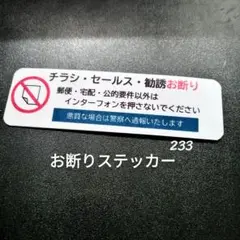 チラシ・セールス・勧誘お断り
郵便・宅配・公的要件以外は
インターフォンを押さないでください
悪質な場合は警察へ通報いたします
233
お断りステッカー